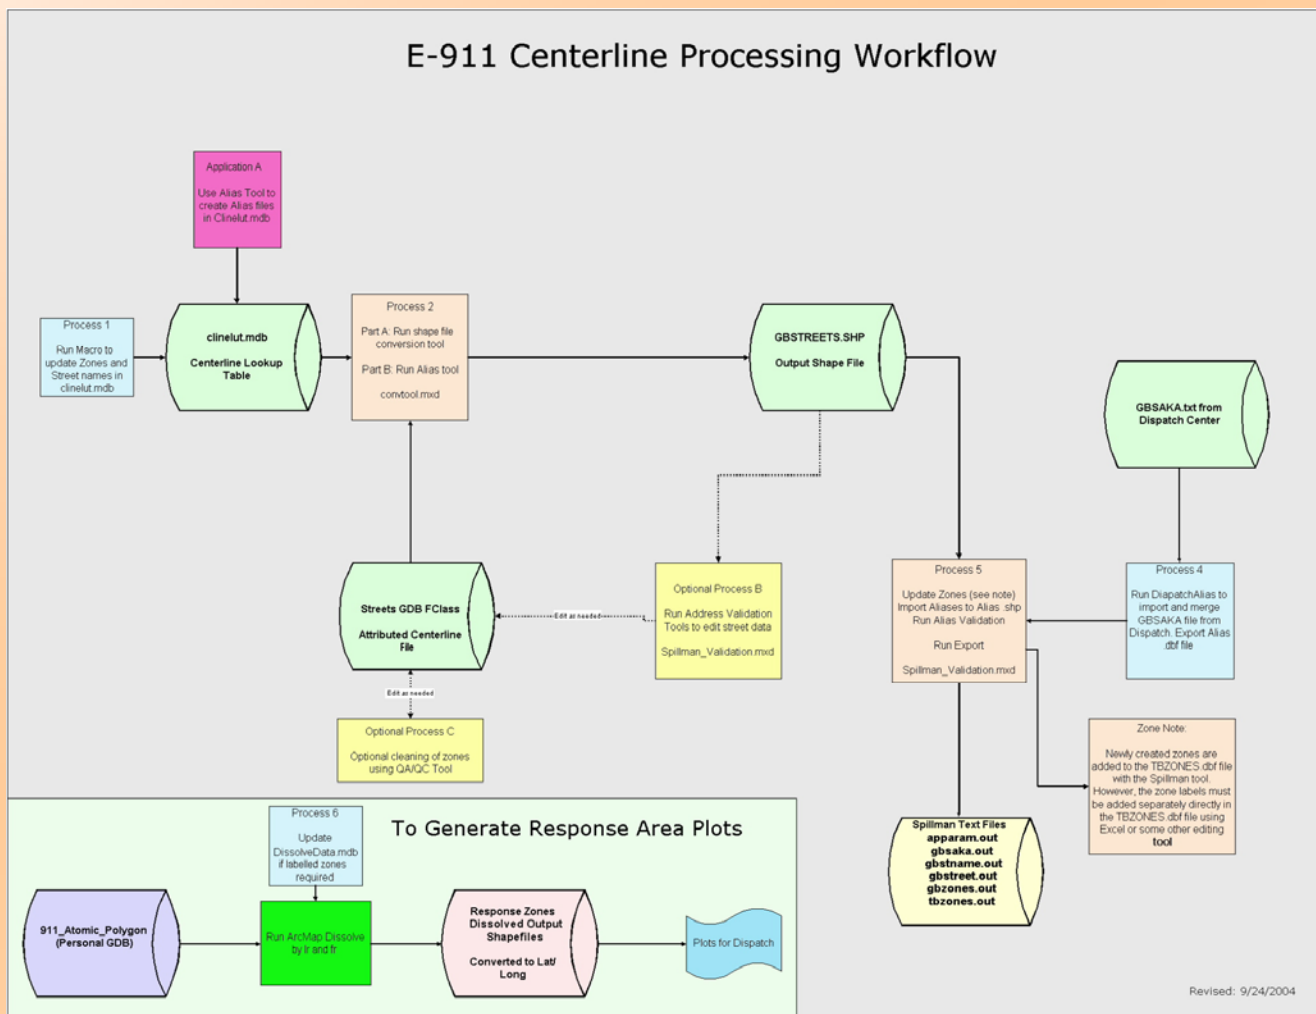 E-911 Centerline Processing Workflow
Application A
Use Alias Tool to
create Alias files
in Clinelut.mdb
Process 1
Run Macro to
update Zones and
Street names in
clinelut.mdb
clinelut.mdb
Centerline Lookup
Table
Process 2
Part A: Run shape file
conversion tool
Part B: Run Alias tool
convtool.mxd
GBSTREETS.SHP
Output Shape File
GBSAKA.txt from
Dispatch Center
Streets GDB FClass
Attributed Centerline
File
Edit as needed
Optional Process B
Run Address Validation
Tools to edit street data
Spillman_Validation.mxd
Process 5
Update Zones (see note)
Import Aliases to Alias .shp
Run Alias Validation
Run Export
Spillman_Validation.mxd
Process 4
Run DiapatchAlias to
import and merge
GBSAKA file from
Dispatch. Export Alias
.dbf file
Edit as needed
Optional Process C
Optional cleaning of zones
using QA/QC Tool
Zone Note:
Newly created zones are
added to the TBZONES.dbf file
with the Spillman tool.
However, the zone labels must
be added separately directly in
the TBZONES.dbf file using
Excel or some other editing
tool
Spillman Text Files
apparam.out
gbsaka.out
gbstname.out
gbstreet.out
gbzones.out
tbzones.out
To Generate Response Area Plots
Process 6
Update
DissolveData.mdb
if labelled zones
required
911_Atomic_Polygon
(Personal GDB)
Run ArcMap Dissolve
by lr and fr
Response Zones
Dissolved Output
Shapefiles
Converted to Lat/
Long
Plots for Dispatch
Revised: 9/24/2004